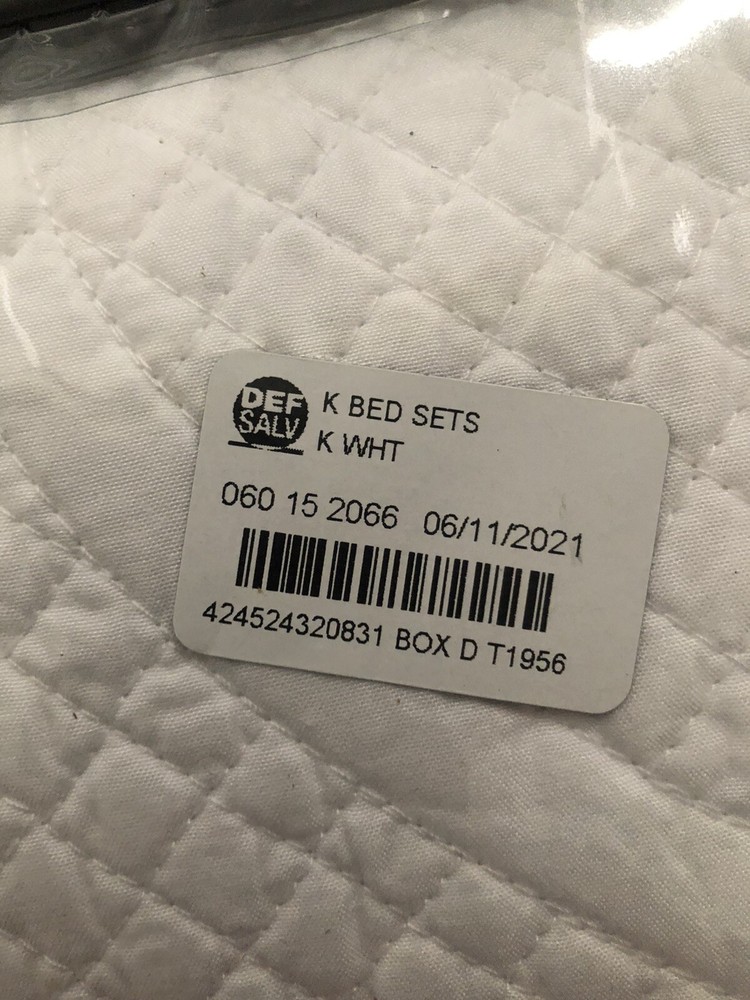 DEF
SALV
K BED SETS
K WHT
060 15 2066 06/11/2021
424524320831 BOX D T1956